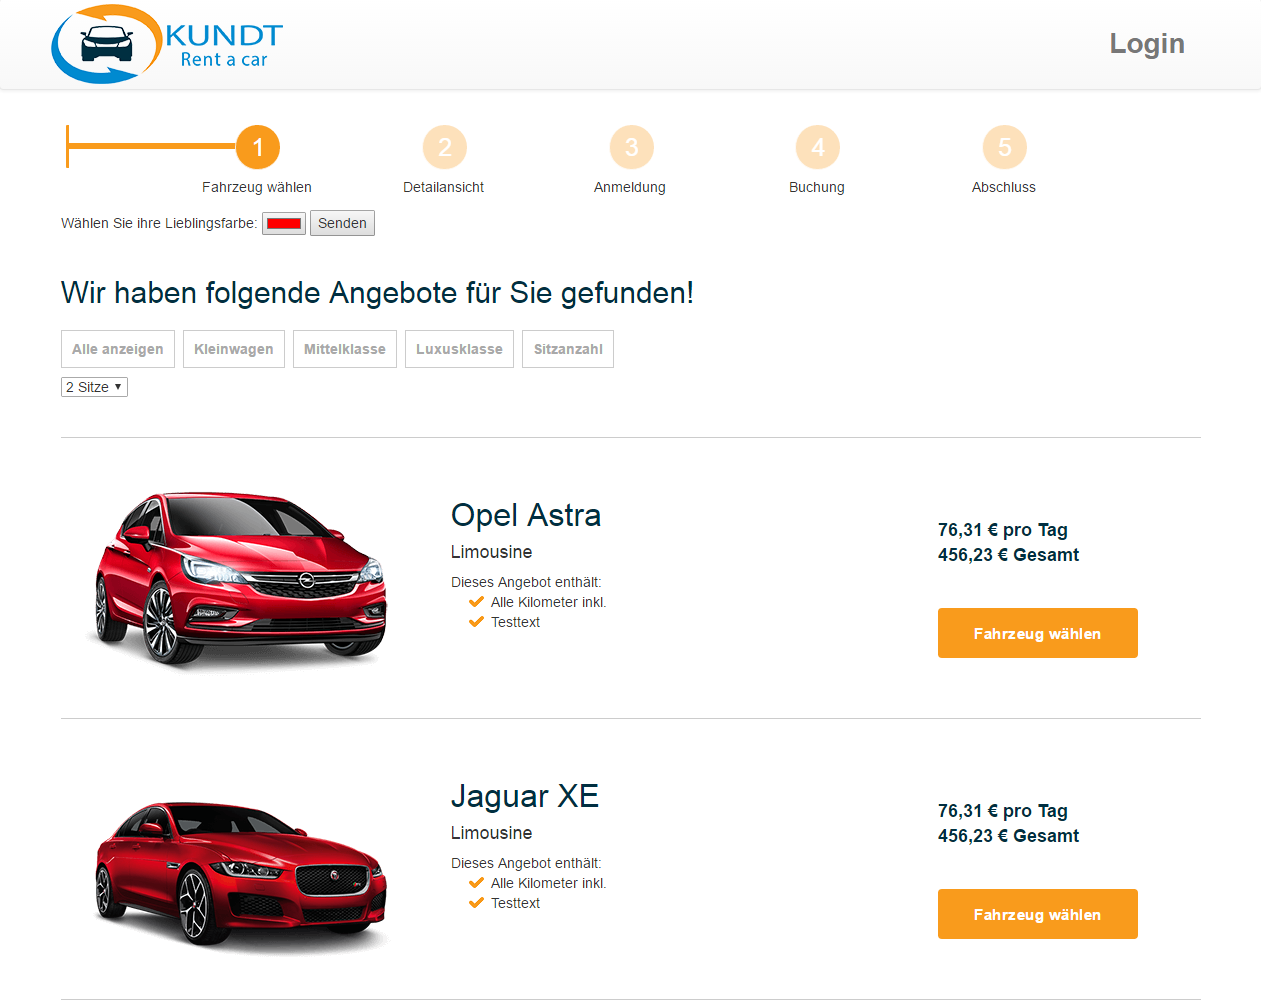 KUNDT
Rent a car
Login
1
2
3
4
5
Fahrzeug wählen
Detailansicht
Anmeldung
Buchung
Abschluss
Wählen Sie ihre Lieblingsfarbe:
Senden
Wir haben folgende Angebote für Sie gefunden!
Alle anzeigen
Kleinwagen
Mittelklasse
Luxusklasse
Sitzanzahl
2 Sitze
Opel Astra
Limousine
Dieses Angebot enthält:
Alle Kilometer inkl.
Testtext
76,31 € pro Tag
456,23 € Gesamt
Fahrzeug wählen
Jaguar XE
Limousine
Dieses Angebot enthält:
Alle Kilometer inkl.
Testtext
76,31 € pro Tag
456,23 € Gesamt
Fahrzeug wählen